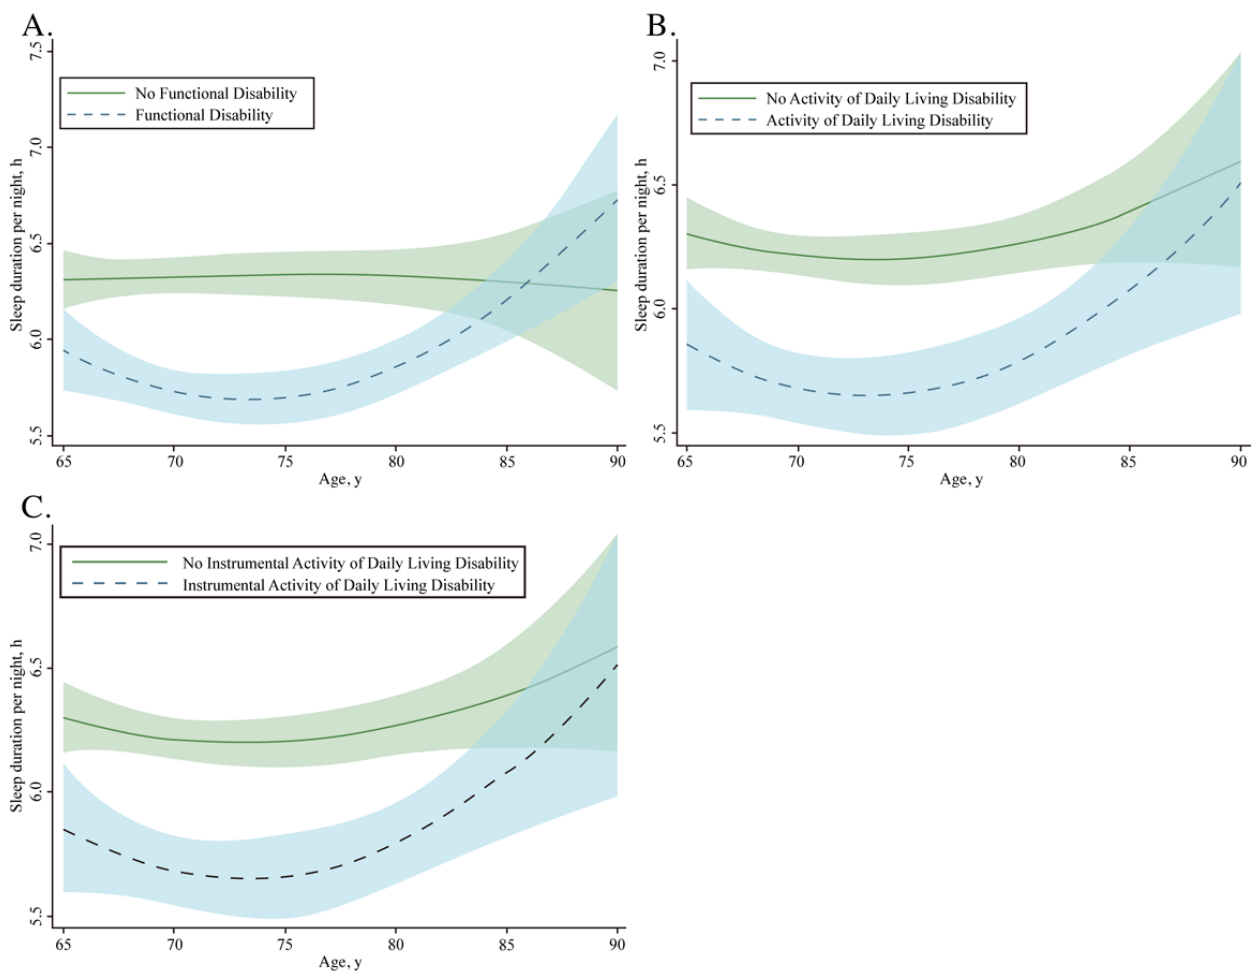 A.
No Functional Disability
Functional Disability
Sleep duration per night, h
7.5
7.0
6.5
6.0
5.5
65 70 75 80 85 90
Age, y
B.
No Activity of Daily Living Disability
Activity of Daily Living Disability
Sleep duration per night, h
7.0
6.5
6.0
5.5
65 70 75 80 85 90
Age, y
C.
No Instrumental Activity of Daily Living Disability
Instrumental Activity of Daily Living Disability
Sleep duration per night, h
7.0
6.5
6.0
5.5
65 70 75 80 85 90
Age, y